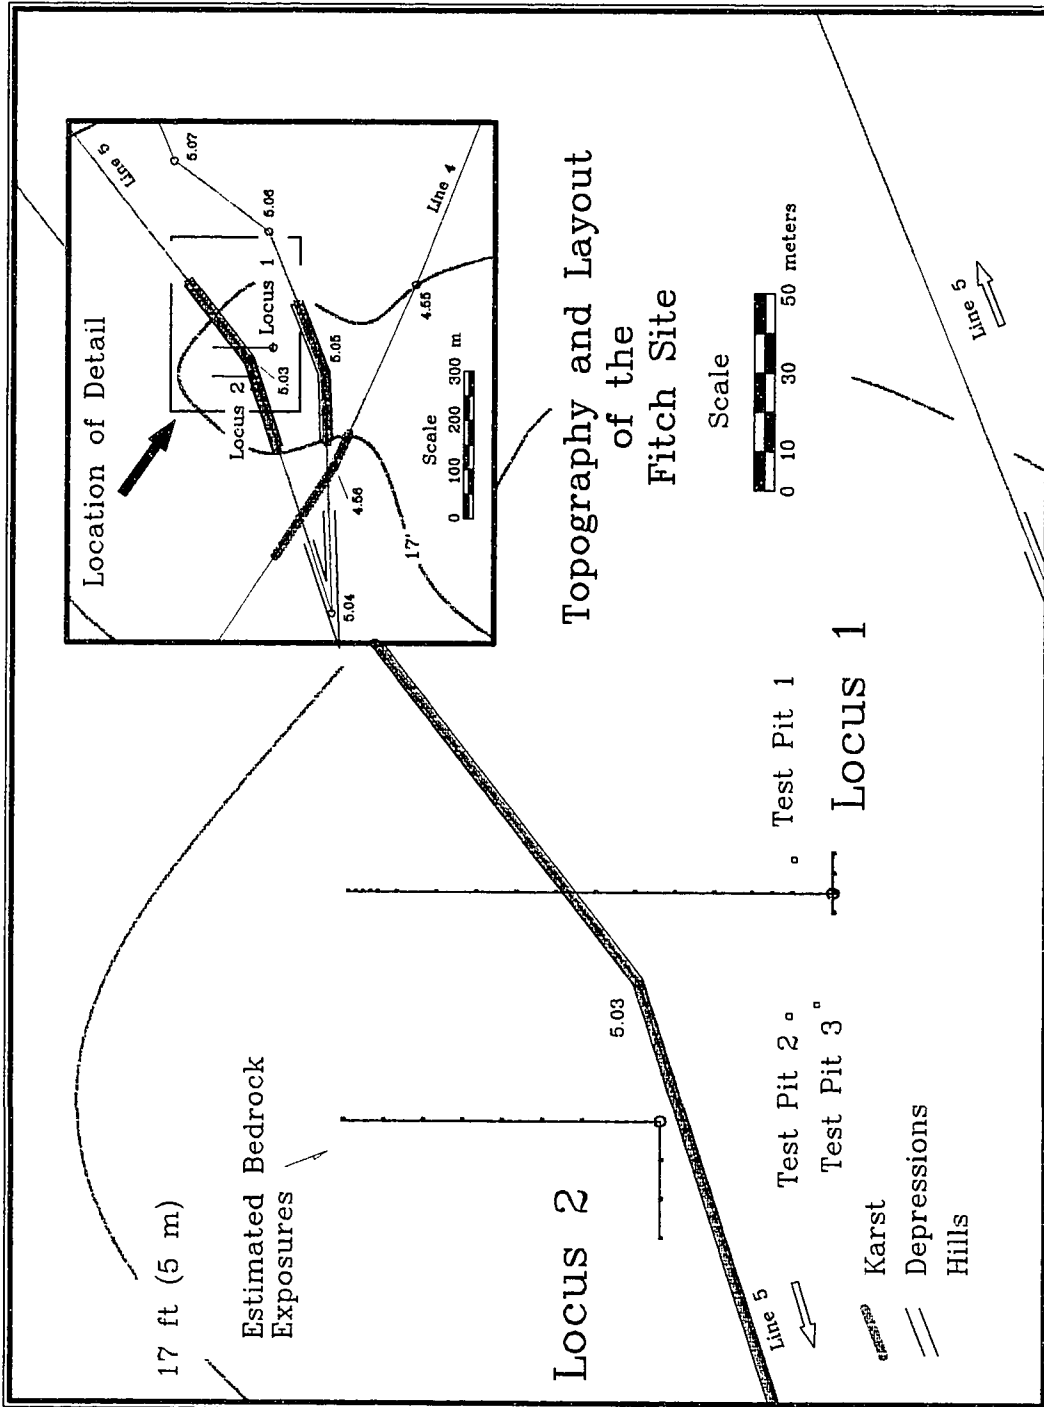 Topography and Layout
of the
Fitch Site
Scale
0 10 30 50 meters
Location of Detail
Line 5
5.07
5.06
Locus 1
Locus 2
5.03
5.05
Line 4
4.55
4.56
5.04
17'
Scale
0 100 200 300 m
17 ft (5 m)
Estimated Bedrock
Exposures
Locus 2
5.03
Test Pit 1
Locus 1
Test Pit 2
Test Pit 3
Line 5
Line 5
Karst
Depressions
Hills